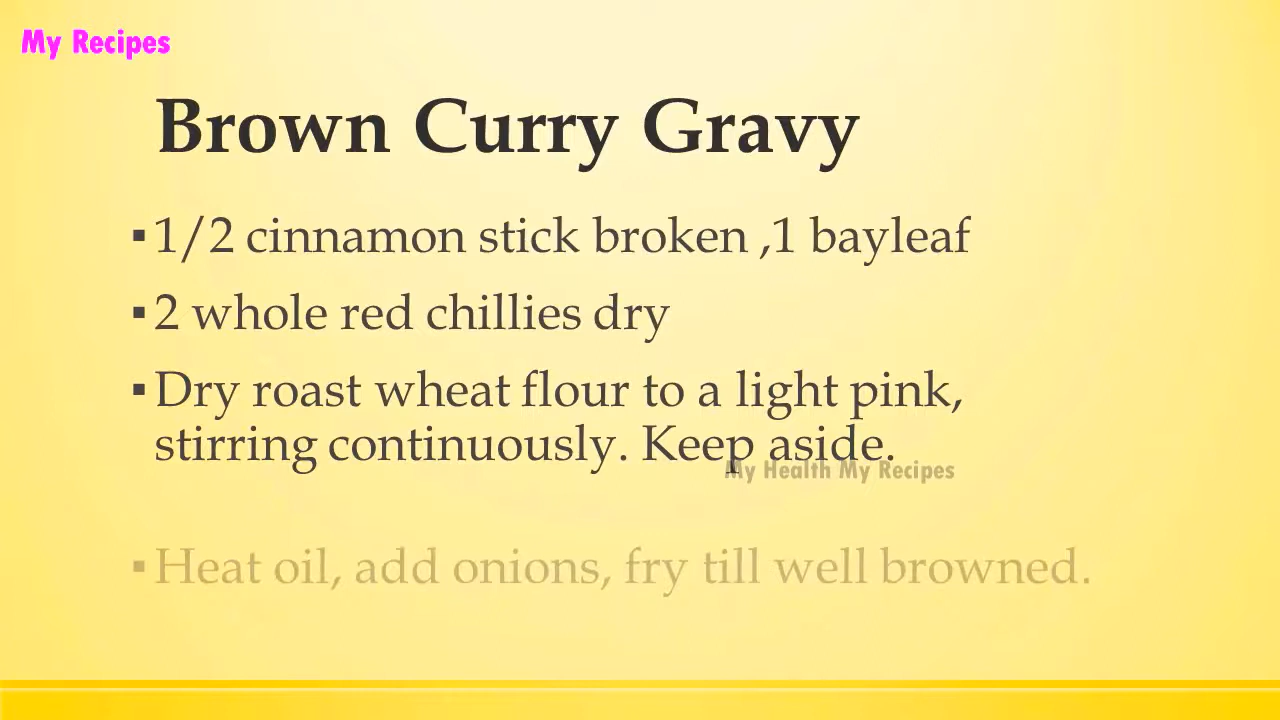 My Recipes
Brown Curry Gravy
▪1/2 cinnamon stick broken ,1 bayleaf
▪2 whole red chillies dry
▪Dry roast wheat flour to a light pink,
stirring continuously. Keep aside.
My Health My Recipes
▪Heat oil, add onions, fry till well browned.